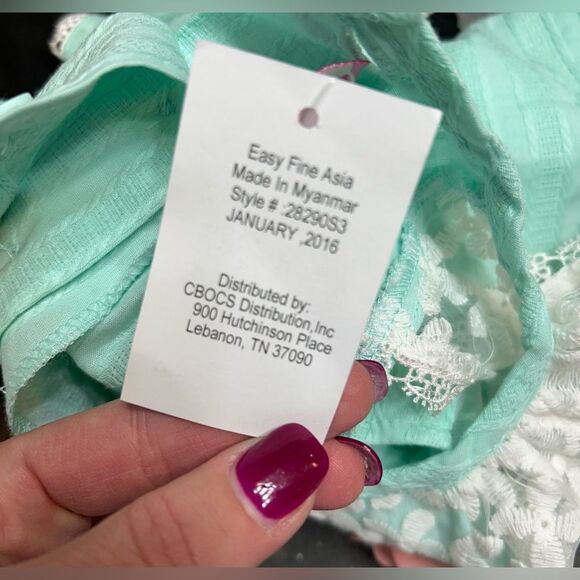 Easy Fine Asia
Made In Myanmar
Style # :28290S3
JANUARY ,2016
Distributed by:
CBOCS Distribution,Inc
900 Hutchinson Place
Lebanon, TN 37090